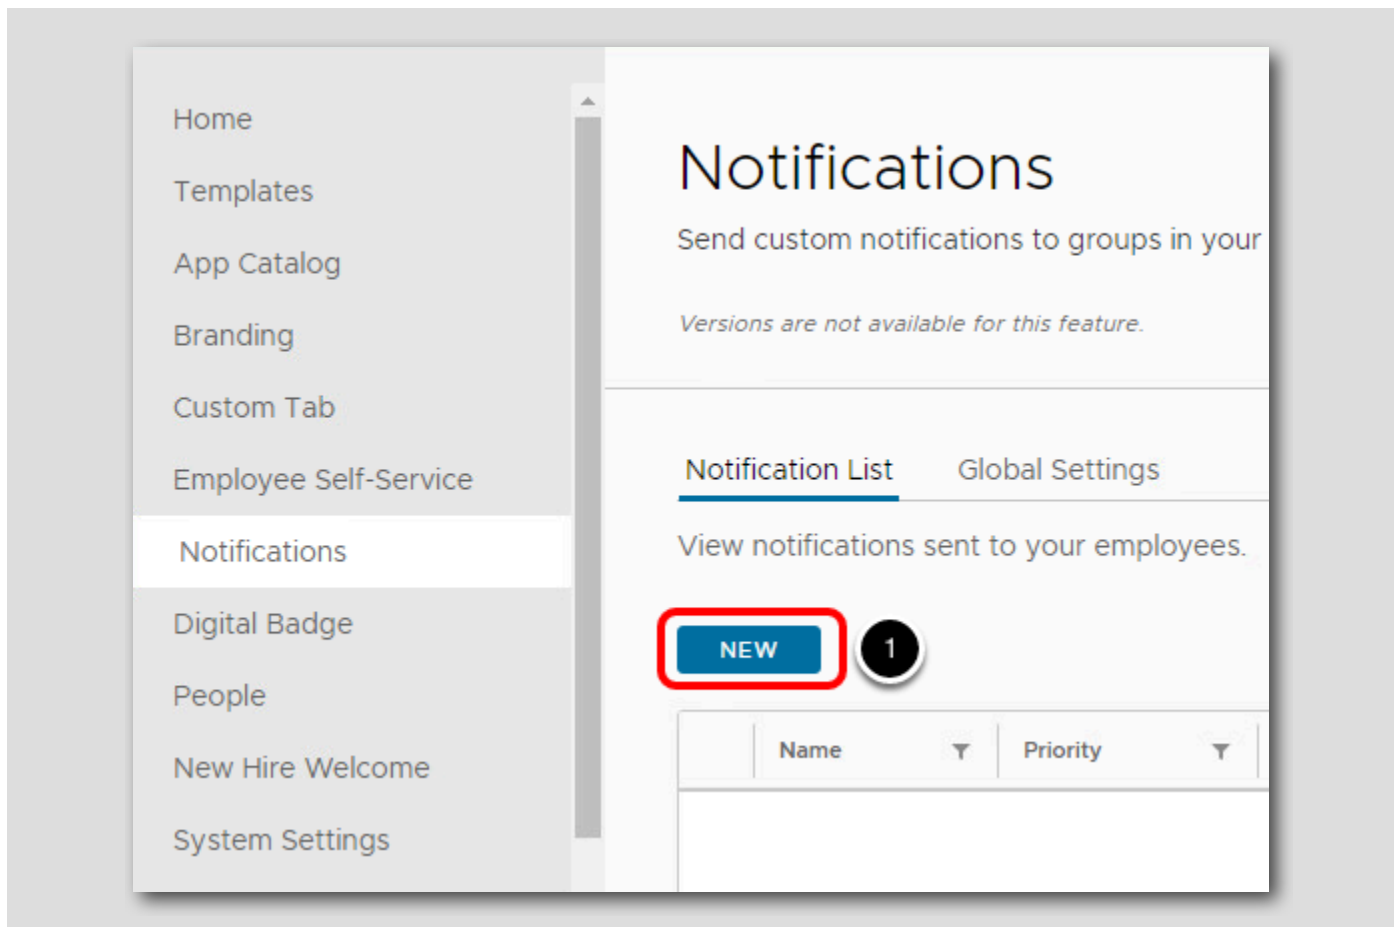 Home
Templates
App Catalog
Branding
Custom Tab
Employee Self-Service
Notifications
Digital Badge
People
New Hire Welcome
System Settings
Notifications
Send custom notifications to groups in your
Versions are not available for this feature.
Notification List Global Settings
View notifications sent to your employees.
NEW 1
Name Priority